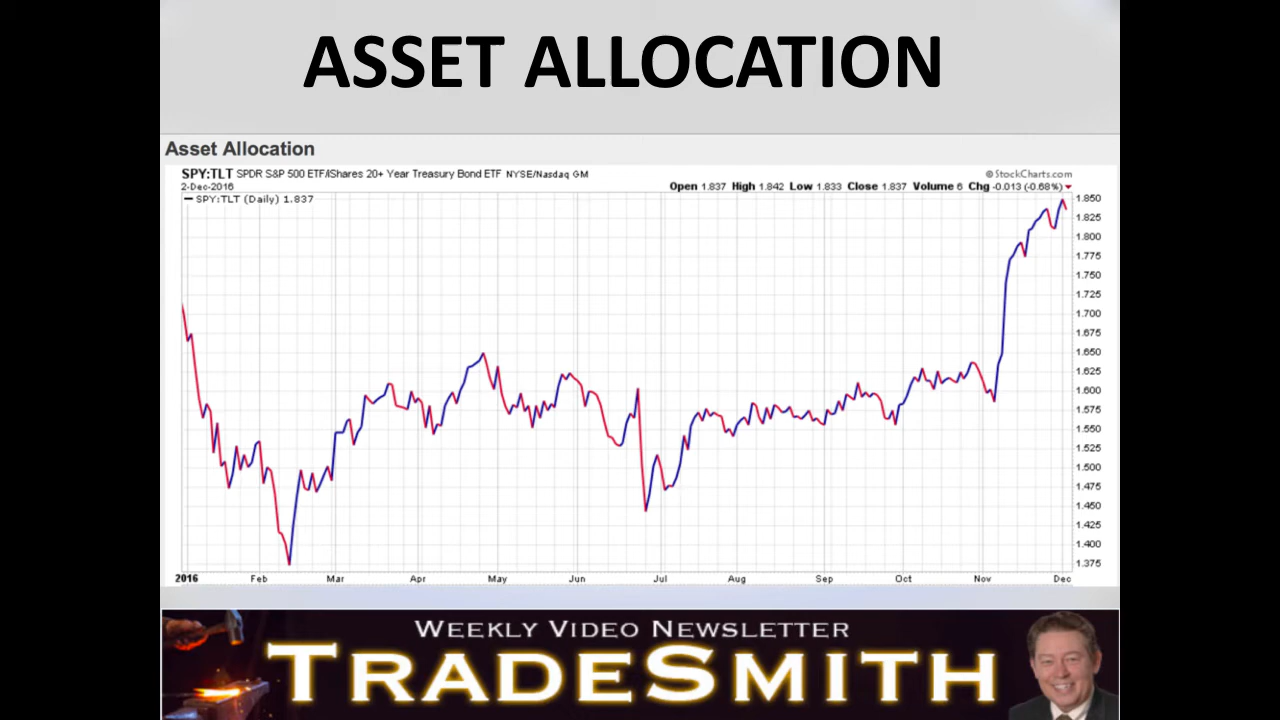 ASSET ALLOCATION
Asset Allocation
SPY:TLT SPDR S&P 500 ETF/iShares 20+ Year Treasury Bond ETF NYSE/Nasdaq GM
© StockCharts.com
2-Dec-2016
Open 1.837 High 1.842 Low 1.833 Close 1.837 Volume 6 Chg -0.013 (-0.68%)
SPY:TLT (Daily) 1.837
1.850
1.825
1.800
1.775
1.750
1.725
1.700
1.675
1.650
1.625
1.600
1.575
1.550
1.525
1.500
1.475
1.450
1.425
1.400
1.375
2016 Feb Mar Apr May Jun Jul Aug Sep Oct Nov Dec
WEEKLY VIDEO NEWSLETTER
TRADESMITH